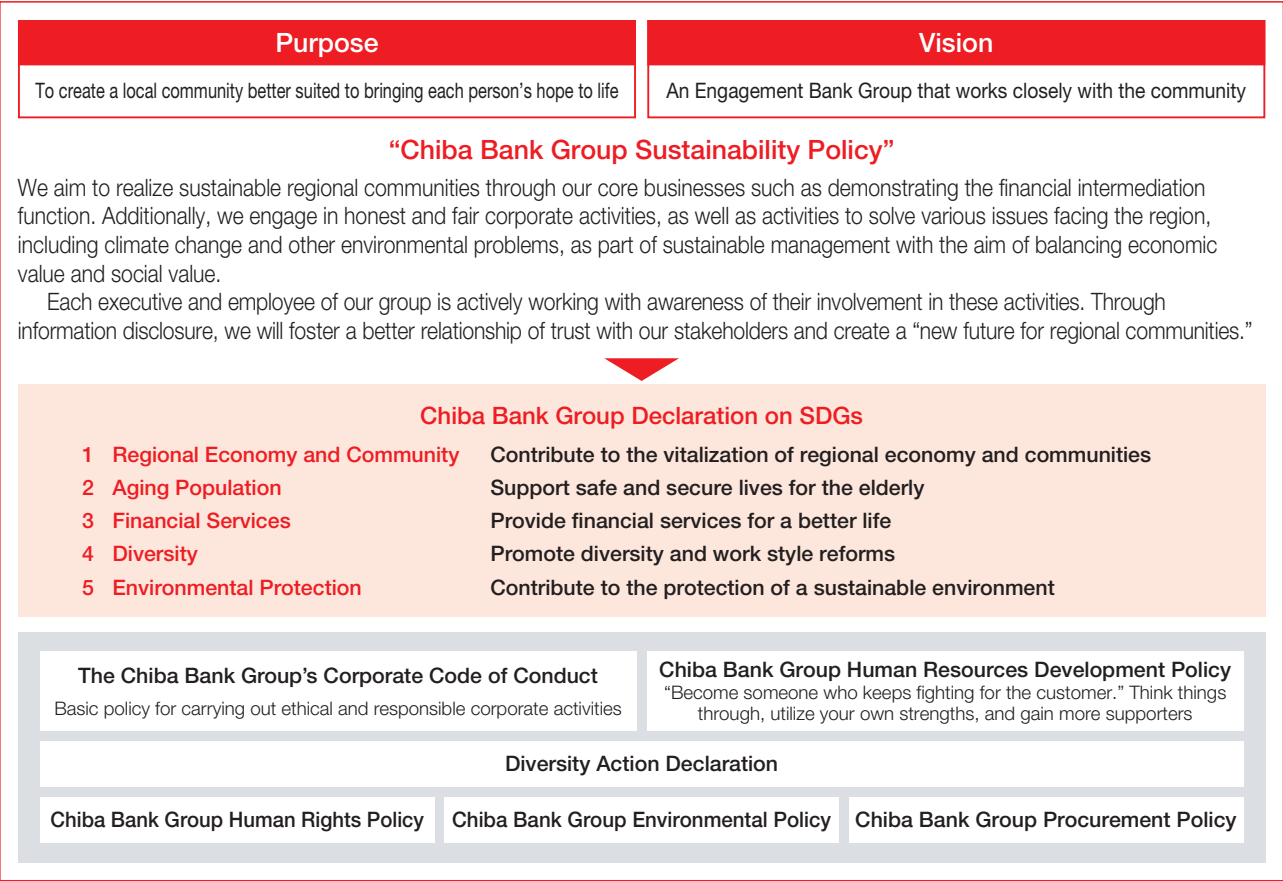 Purpose
To create a local community better suited to bringing each person's hope to life
Vision
An Engagement Bank Group that works closely with the community
“Chiba Bank Group Sustainability Policy”
We aim to realize sustainable regional communities through our core businesses such as demonstrating the financial intermediation
function. Additionally, we engage in honest and fair corporate activities, as well as activities to solve various issues facing the region,
including climate change and other environmental problems, as part of sustainable management with the aim of balancing economic
value and social value.
Each executive and employee of our group is actively working with awareness of their involvement in these activities. Through
information disclosure, we will foster a better relationship of trust with our stakeholders and create a “new future for regional communities.”
Chiba Bank Group Declaration on SDGs
1 Regional Economy and Community Contribute to the vitalization of regional economy and communities
2 Aging Population Support safe and secure lives for the elderly
3 Financial Services Provide financial services for a better life
4 Diversity Promote diversity and work style reforms
5 Environmental Protection Contribute to the protection of a sustainable environment
The Chiba Bank Group's Corporate Code of Conduct
Basic policy for carrying out ethical and responsible corporate activities
Chiba Bank Group Human Resources Development Policy
“Become someone who keeps fighting for the customer.” Think things
through, utilize your own strengths, and gain more supporters
Diversity Action Declaration
Chiba Bank Group Human Rights Policy
Chiba Bank Group Environmental Policy
Chiba Bank Group Procurement Policy